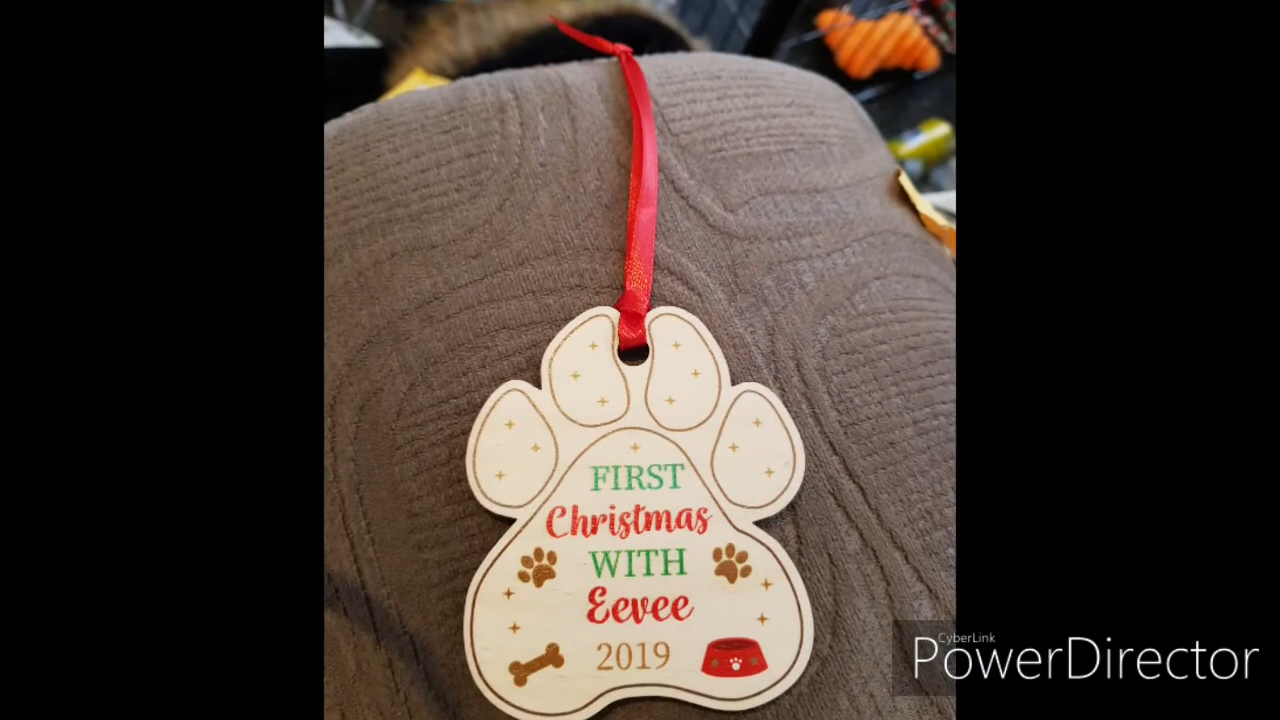 FIRST
Christmas
WITH
Eevee
2019
CyberLink
PowerDirector